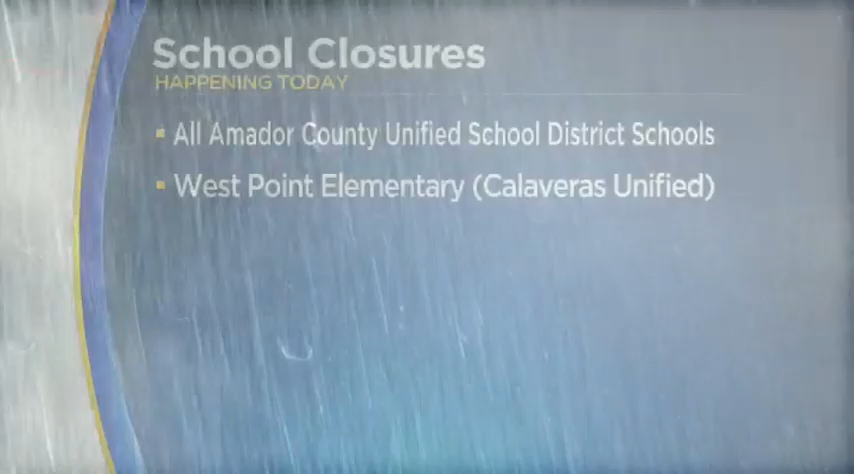 School Closures
HAPPENING TODAY
All Amador County Unified School District Schools
West Point Elementary (Calaveras Unified)